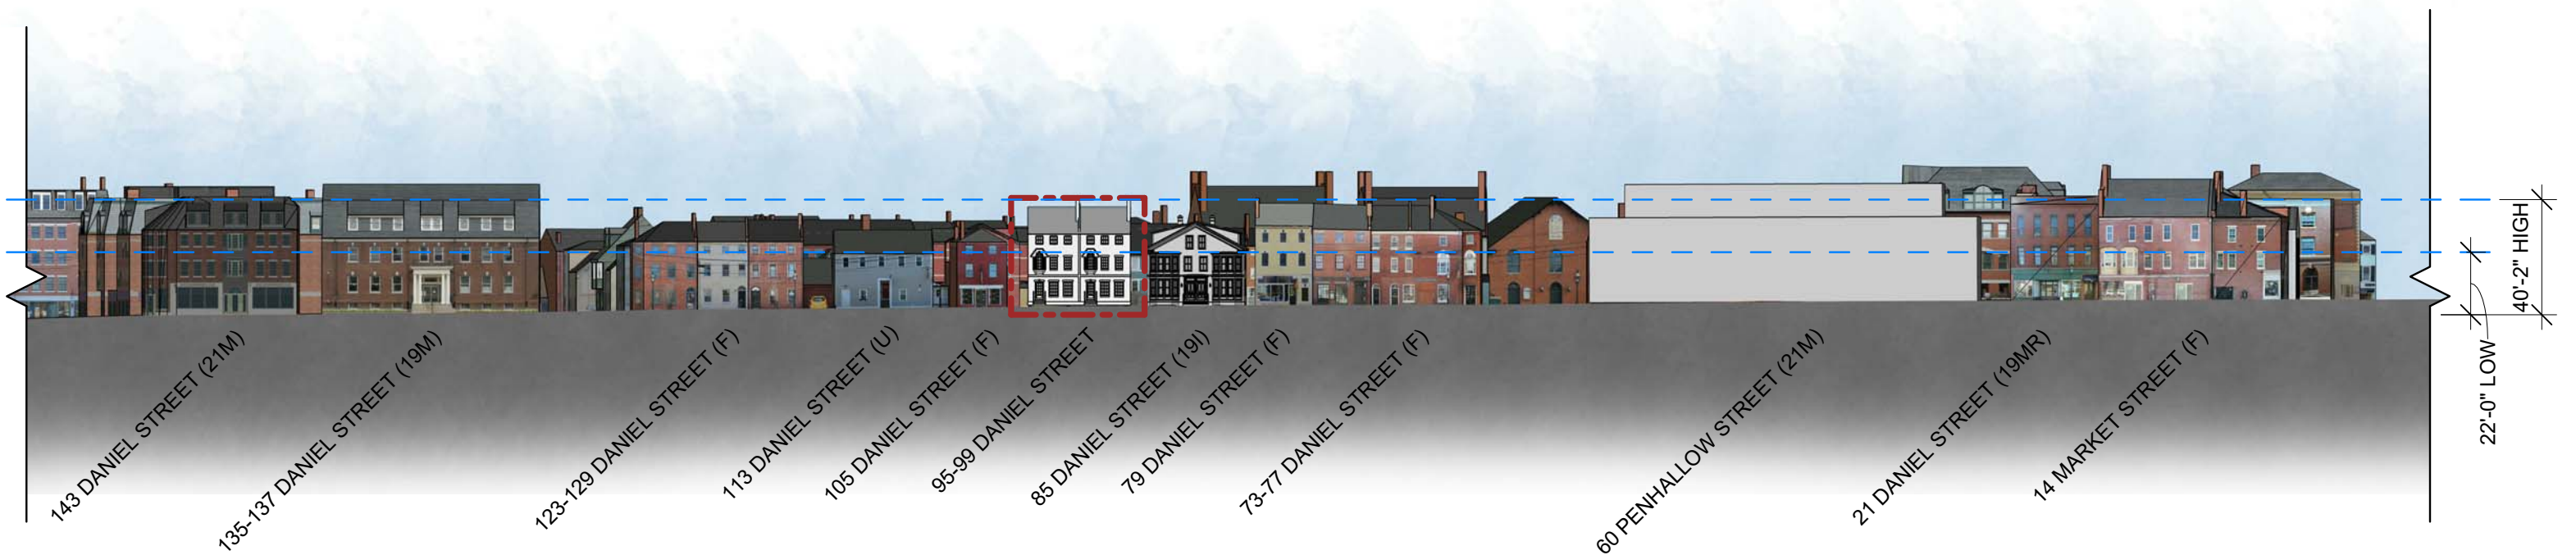 143 DANIEL STREET (21M)
135-137 DANIEL STREET (19M)
123-129 DANIEL STREET (F)
113 DANIEL STREET (U)
105 DANIEL STREET (F)
95-99 DANIEL STREET
85 DANIEL STREET (19I)
79 DANIEL STREET (F)
73-77 DANIEL STREET (F)
60 PENHALLOW STREET (21M)
21 DANIEL STREET (19MR)
14 MARKET STREET (F)
22'-0" LOW
40'-2" HIGH